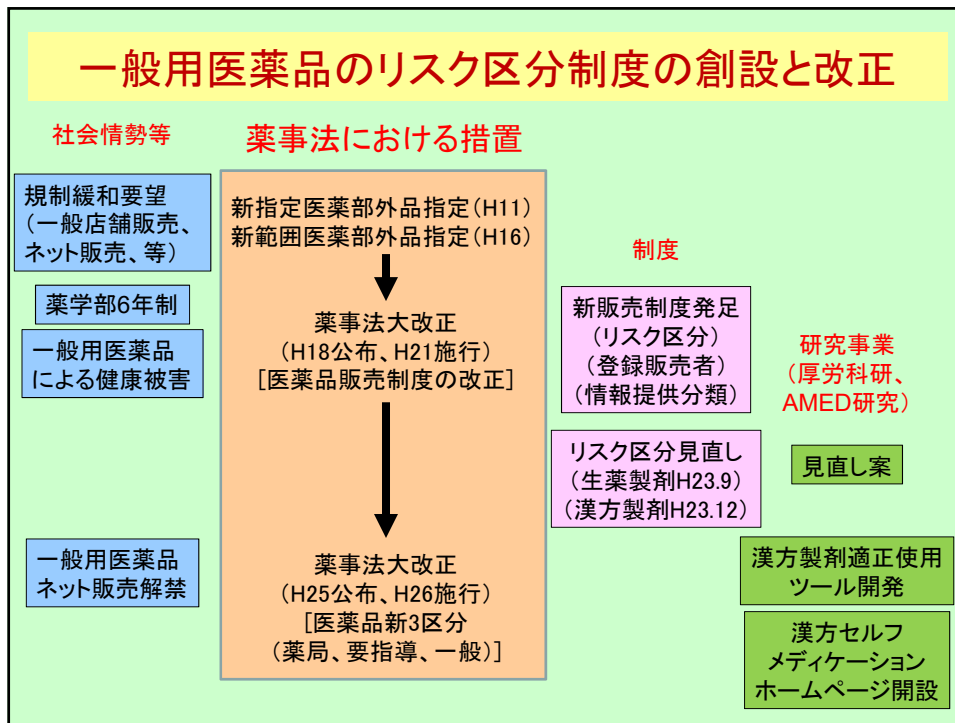 一般用医薬品のリスク区分制度の創設と改正
社会情勢等
規制緩和要望
(一般店舗販売、
ネット販売、等)
薬学部6年制
一般用医薬品
による健康被害
一般用医薬品
ネット販売解禁
薬事法における措置
新指定医薬部外品指定(H11)
新範囲医薬部外品指定(H16)
薬事法大改正
(H18公布、H21施行)
[医薬品販売制度の改正]
薬事法大改正
(H25公布、H26施行)
[医薬品新3区分
(薬局、要指導、一般)]
制度
新販売制度発足
(リスク区分)
(登録販売者)
(情報提供分類)
リスク区分見直し
(生薬製剤H23.9)
(漢方製剤H23.12)
研究事業
(厚労科研、
AMED研究)
見直し案
漢方製剤適正使用
ツール開発
漢方セルフ
メディケーション
ホームページ開設